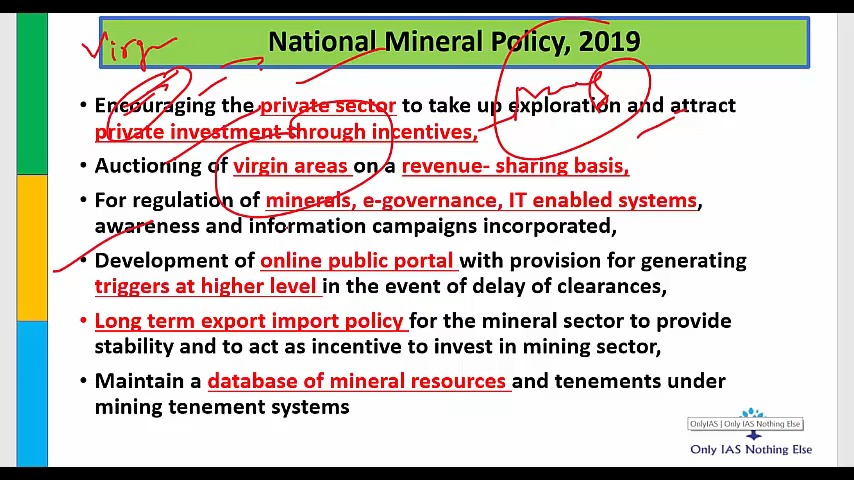 National Mineral Policy, 2019
• Encouraging the private sector to take up exploration and attract
private investment through incentives,
• Auctioning of virgin areas on a revenue- sharing basis,
• For regulation of minerals, e-governance, IT enabled systems,
awareness and information campaigns incorporated,
• Development of online public portal with provision for generating
triggers at higher level in the event of delay of clearances,
• Long term export import policy for the mineral sector to provide
stability and to act as incentive to invest in mining sector,
• Maintain a database of mineral resources and tenements under
mining tenement systems
OnlyIAS | Only IAS Nothing Else
Only IAS Nothing Else